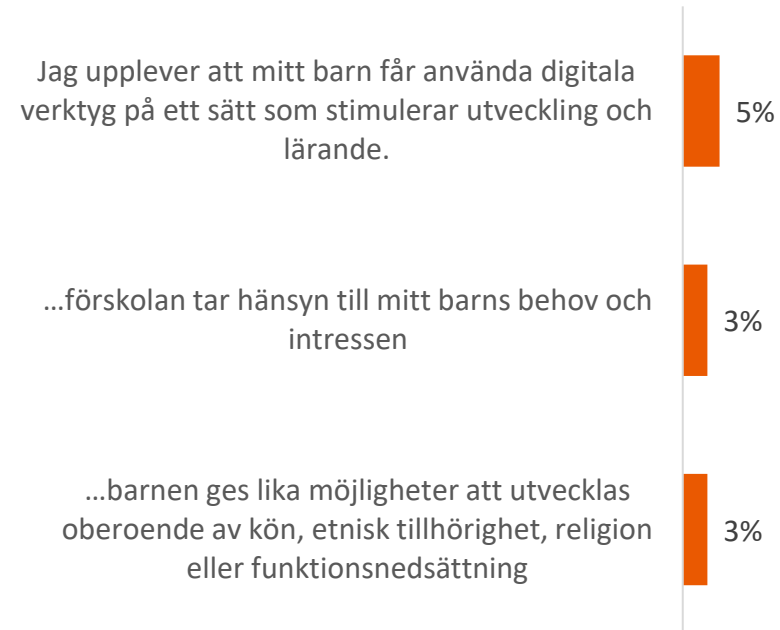 Jag upplever att mitt barn får använda digitala
verktyg på ett sätt som stimulerar utveckling och
lärande.
5%
…förskolan tar hänsyn till mitt barns behov och
intressen
3%
…barnen ges lika möjligheter att utvecklas
oberoende av kön, etnisk tillhörighet, religion
eller funktionsnedsättning
3%